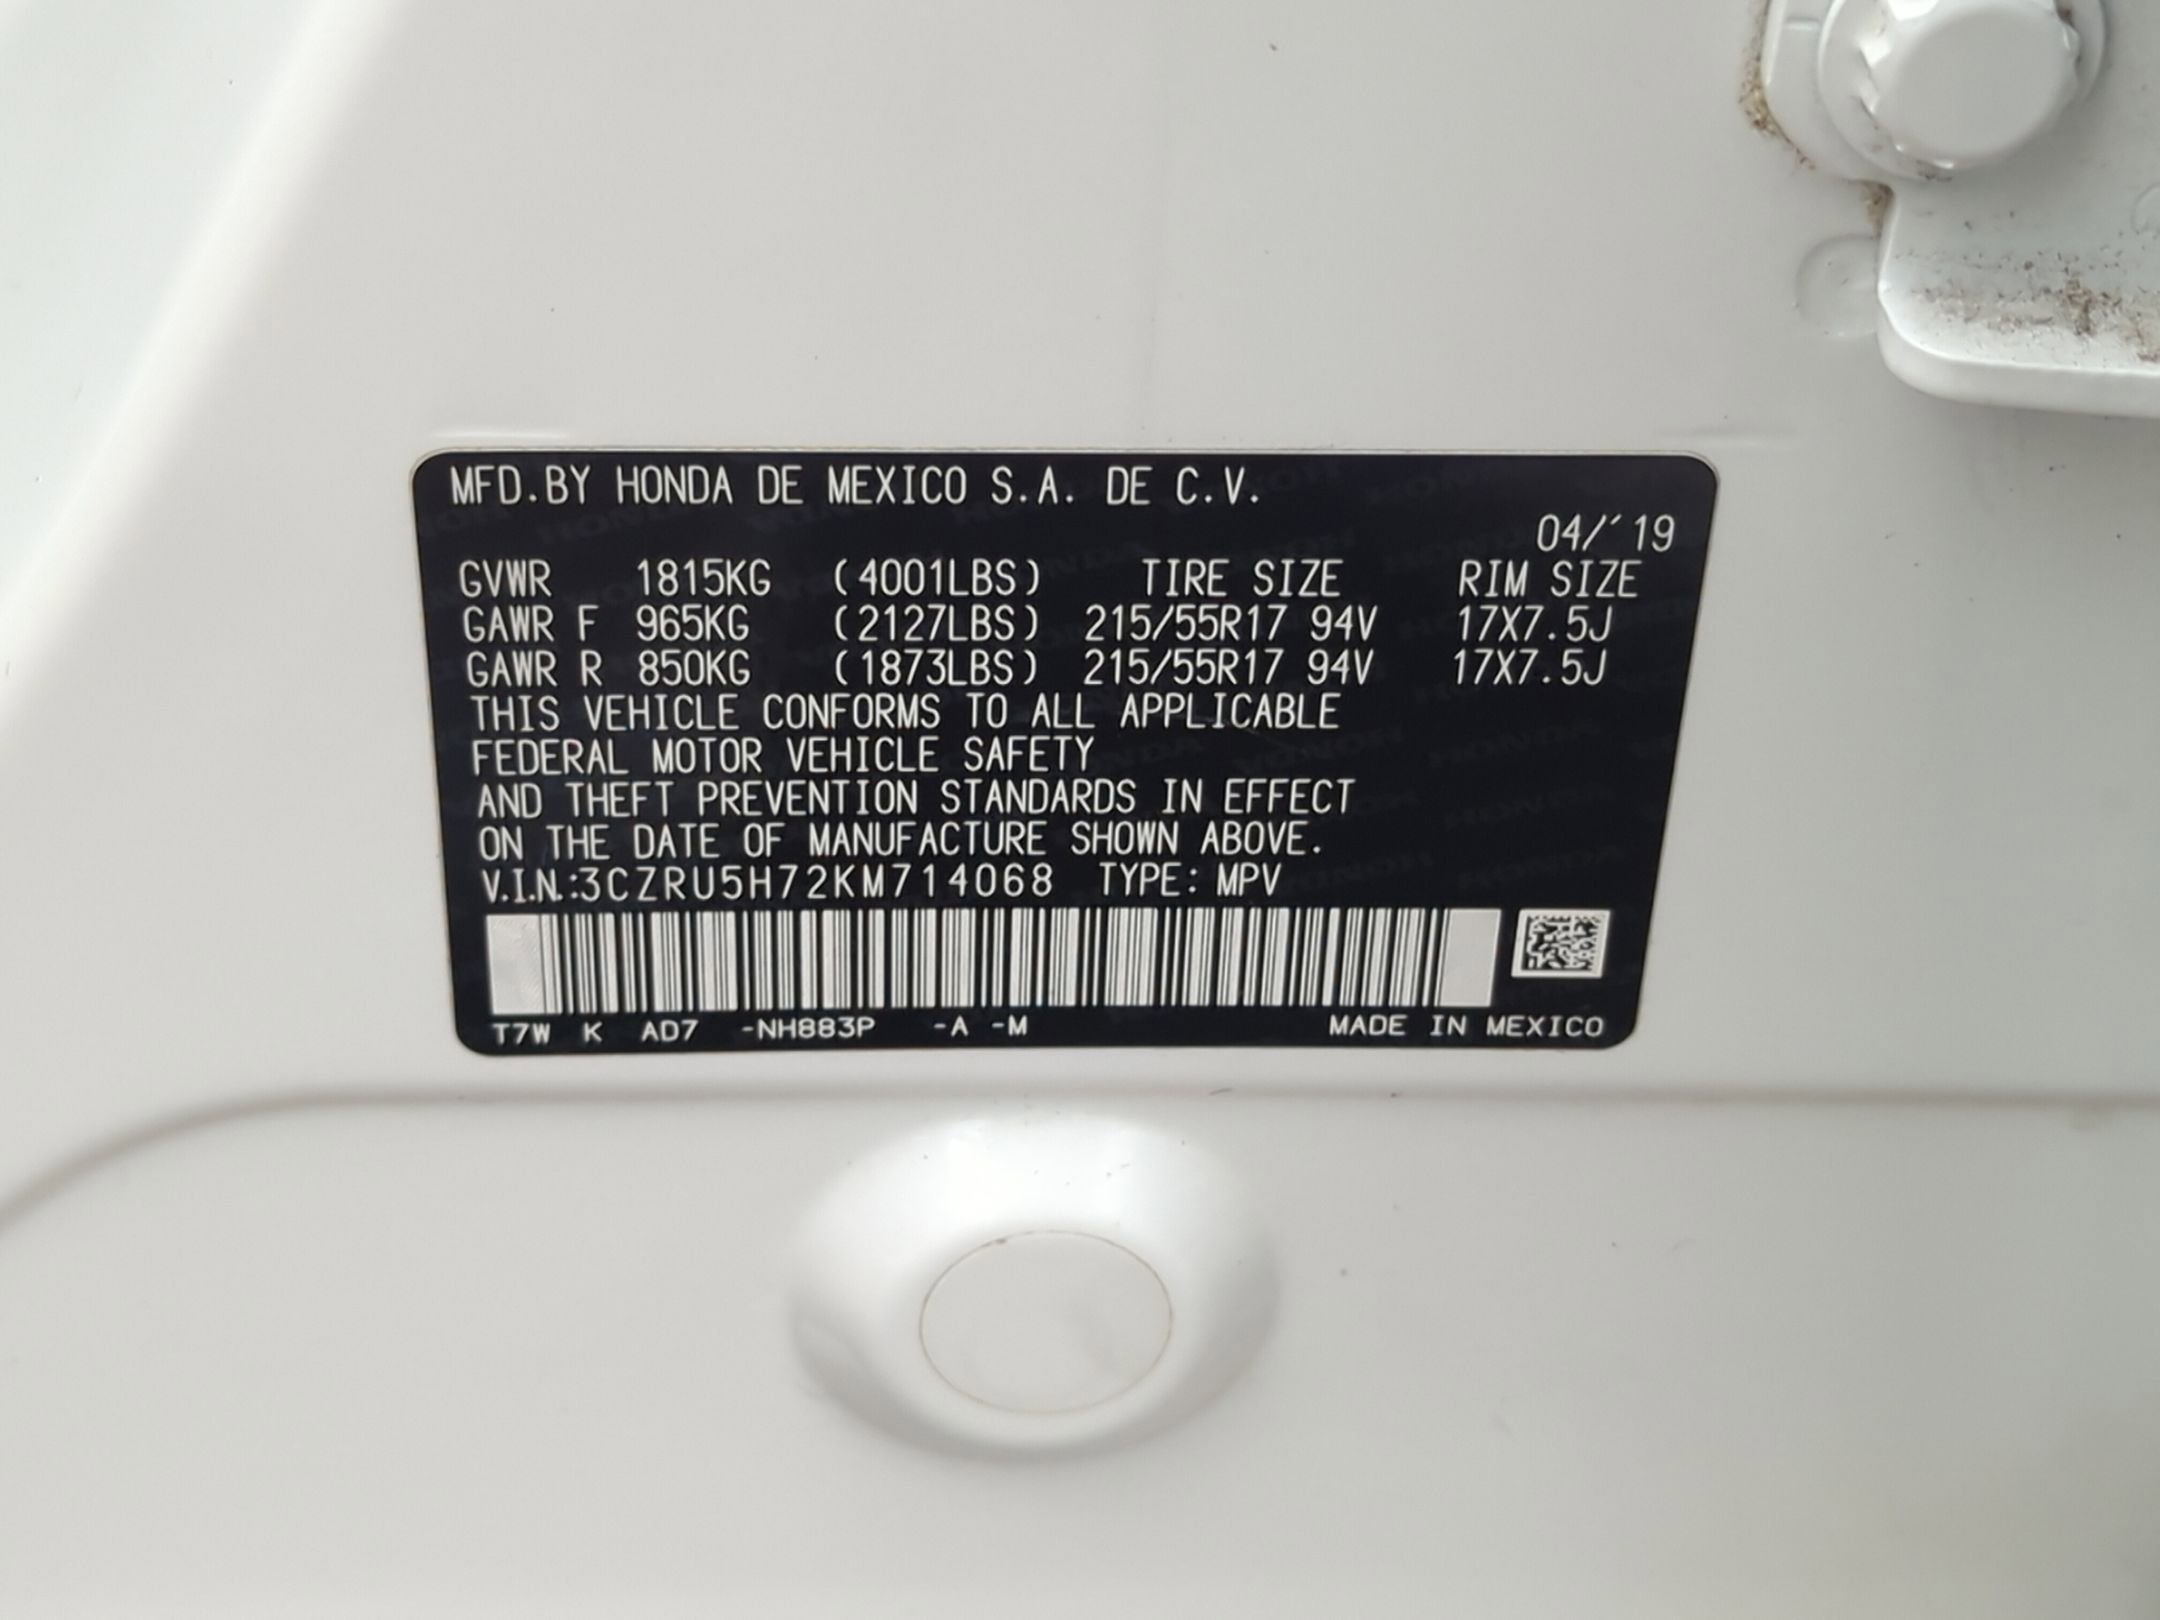 MFD.BY HONDA DE MEXICO S.A. DE C.V.
04/´19
GVWR 1815KG (4001LBS) TIRE SIZE RIM SIZE
GAWR F 965KG (2127LBS) 215/55R17 94V 17X7.5J
GAWR R 850KG (1873LBS) 215/55R17 94V 17X7.5J
THIS VEHICLE CONFORMS TO ALL APPLICABLE
FEDERAL MOTOR VEHICLE SAFETY
AND THEFT PREVENTION STANDARDS IN EFFECT
ON THE DATE OF MANUFACTURE SHOWN ABOVE.
V.I.N.:3CZRU5H72KM714068 TYPE: MPV
T7W K AD7 -NH883P -A -M MADE IN MEXICO